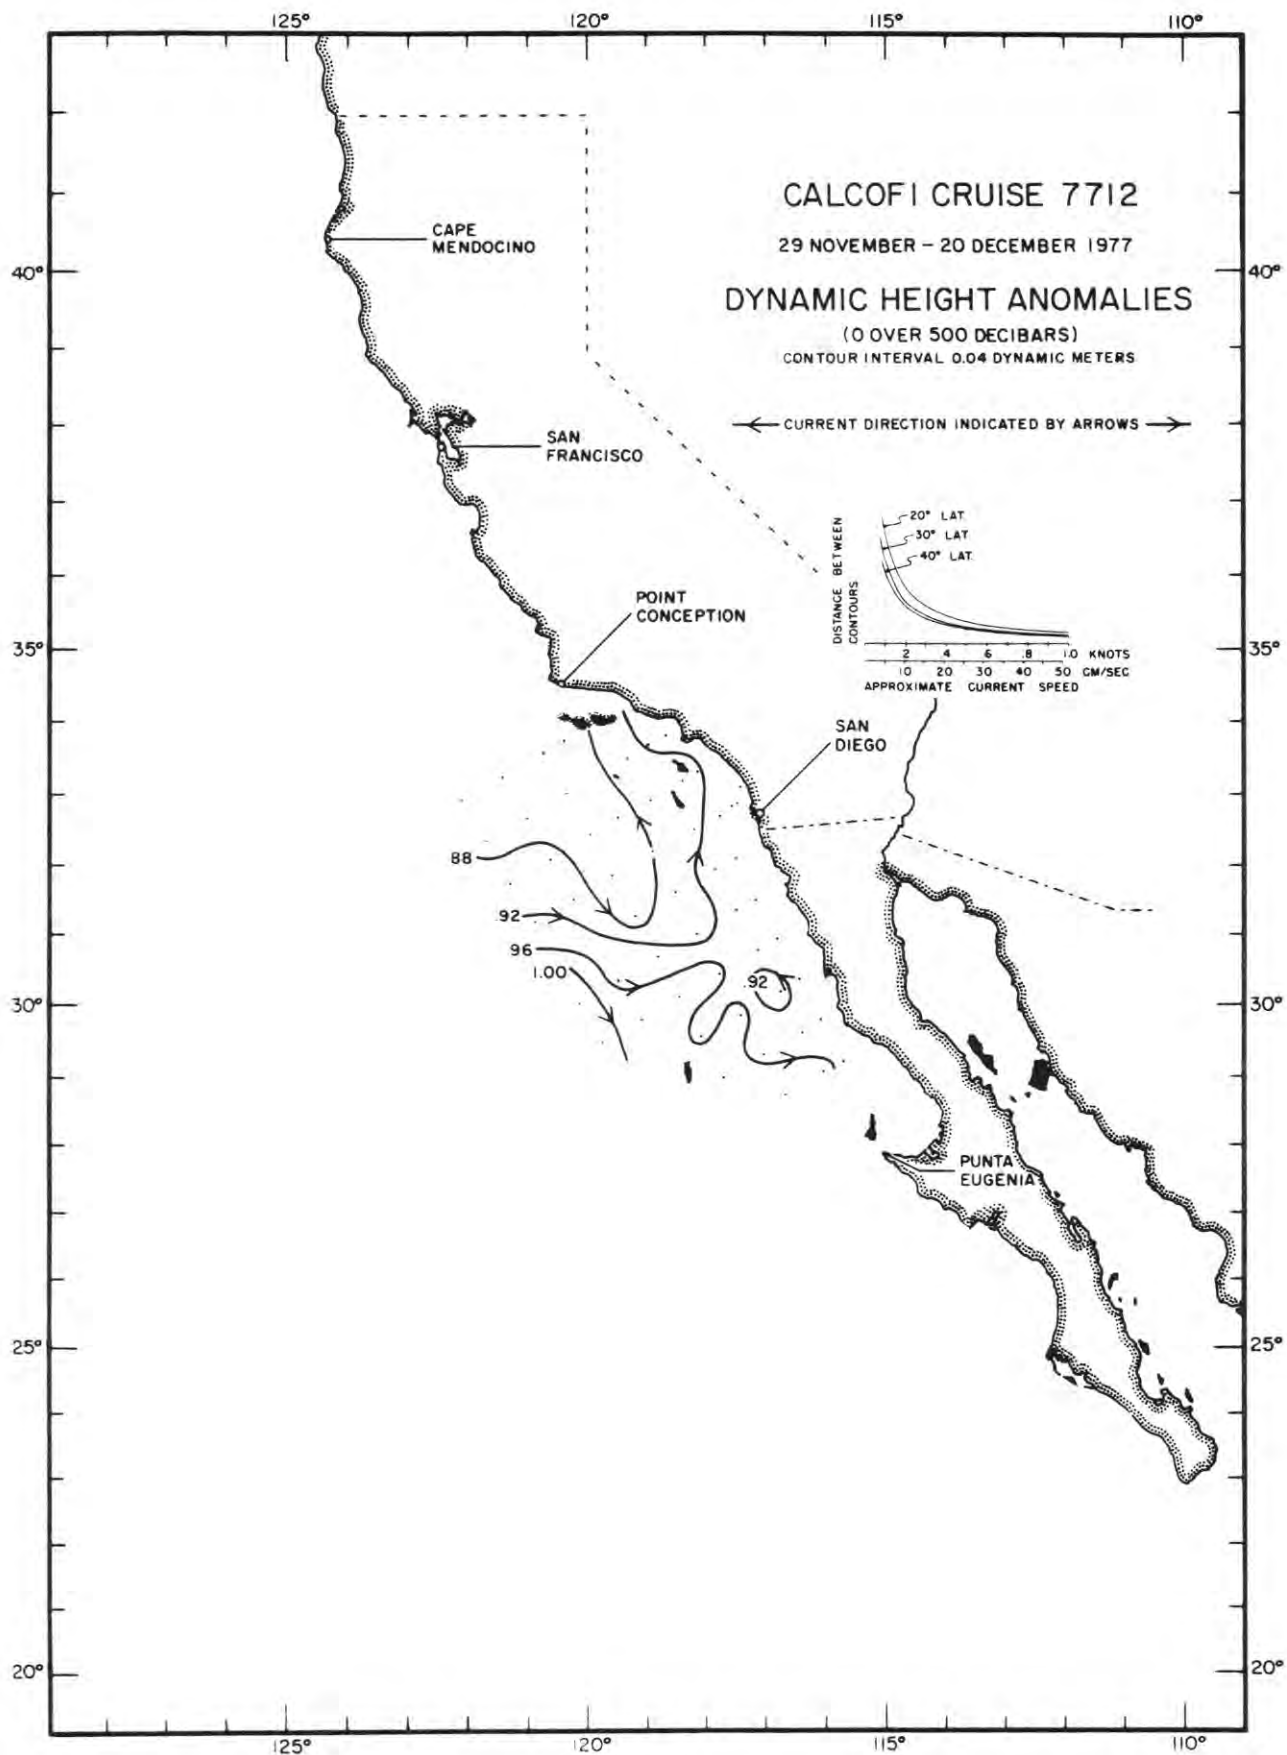 125°
120°
115°
110°
CALCOFI CRUISE 7712
29 NOVEMBER – 20 DECEMBER 1977
DYNAMIC HEIGHT ANOMALIES
(0 OVER 500 DECIBARS)
CONTOUR INTERVAL 0.04 DYNAMIC METERS
CURRENT DIRECTION INDICATED BY ARROWS
CAPE
MENDOCINO
40°
40°
SAN
FRANCISCO
DISTANCE BETWEEN
CONTOURS
20° LAT.
30° LAT.
40° LAT.
.2 .4 .6 .8 1.0 KNOTS
10 20 30 40 50 CM/SEC
APPROXIMATE CURRENT SPEED
POINT
CONCEPTION
35°
35°
SAN
DIEGO
.88
.92
.96
1.00
.92
30°
30°
PUNTA
EUGENIA
25°
25°
20°
20°
125°
120°
115°
110°